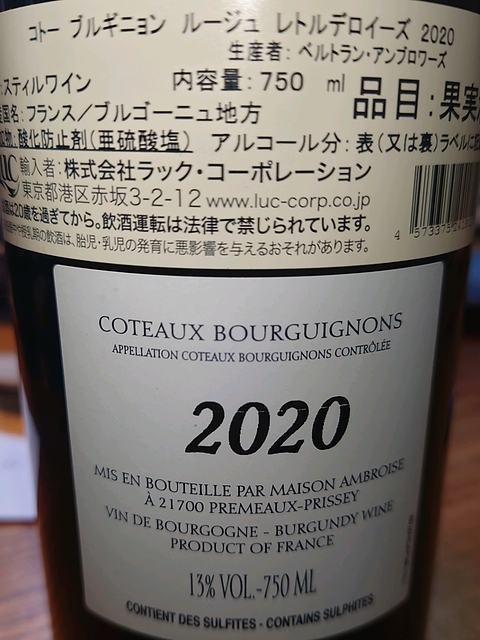 コトー ブルギニョン ルージュ レトルデロイーズ 2020
生産者：ベルトラン・アンブロワーズ
スティルワイン 内容量：750 ml 品目：果実
国名：フランス／ブルゴーニュ地方
物：酸化防止剤（亜硫酸塩） アルコール分：表（又は裏）ラベルに
輸入者：株式会社ラック・コーポレーション
東京都港区赤坂3-2-12 www.luc-corp.co.jp
は20歳を過ぎてから。飲酒運転は法律で禁じられています。
乳期の飲酒は、胎児・乳児の発育に悪影響を与えるおそれがあります。
COTEAUX BOURGUIGNONS
APPELLATION COTEAUX BOURGUIGNONS CONTRÔLÉE
2020
MIS EN BOUTEILLE PAR MAISON AMBROISE
À 21700 PREMEAUX-PRISSEY
VIN DE BOURGOGNE - BURGUNDY WINE
PRODUCT OF FRANCE
13% VOL.-750 ML
CONTIENT DES SULFITES - CONTAINS SULPHITES